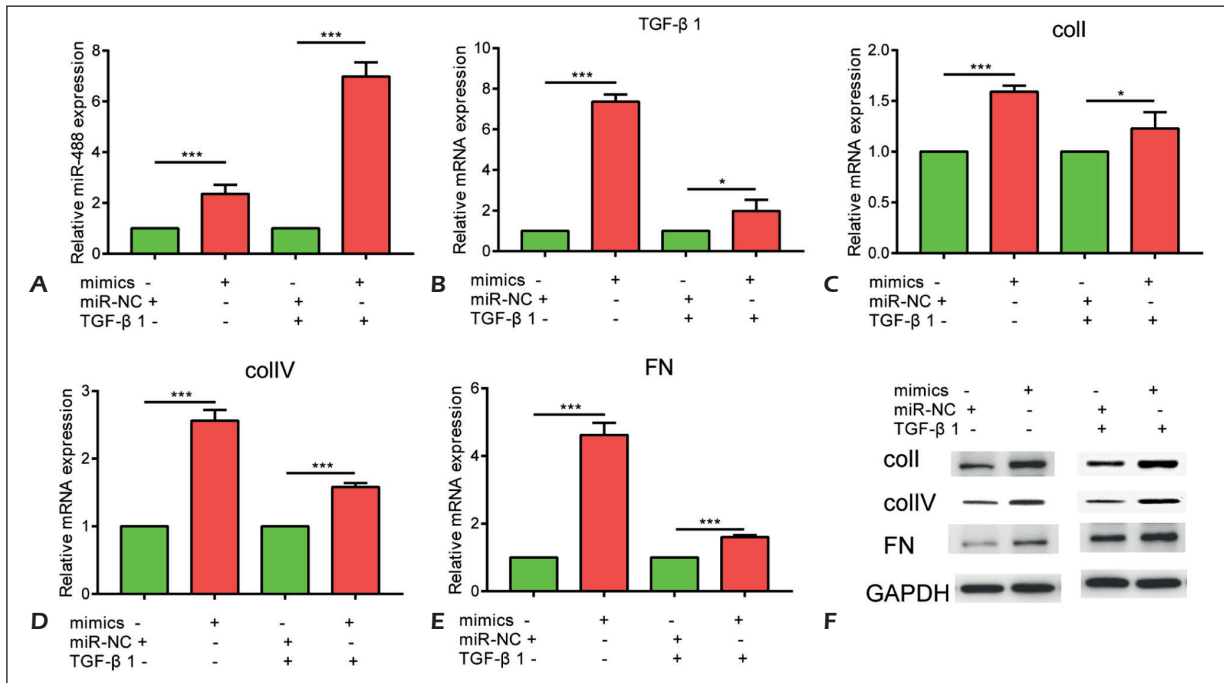 A
Relative miR-488 expression
8
6
4
2
0
***
***
mimics - + - +
miR-NC + - + -
TGF-β 1 - - + +
B
TGF-β 1
Relative mRNA expression
10
8
6
4
2
0
***
*
mimics - + - +
miR-NC + - + -
TGF-β 1 - - + +
C
colI
Relative mRNA expression
2.0
1.5
1.0
0.5
0.0
***
*
mimics - + - +
miR-NC + - + -
TGF-β 1 - - + +
D
colIV
Relative mRNA expression
3
2
1
0
***
***
mimics - + - +
miR-NC + - + -
TGF-β 1 - - + +
E
FN
Relative mRNA expression
6
4
2
0
***
***
mimics - + - +
miR-NC + - + -
TGF-β 1 - - + +
F
mimics - + - +
miR-NC + - + -
TGF-β 1 - - + +
colI
colIV
FN
GAPDH